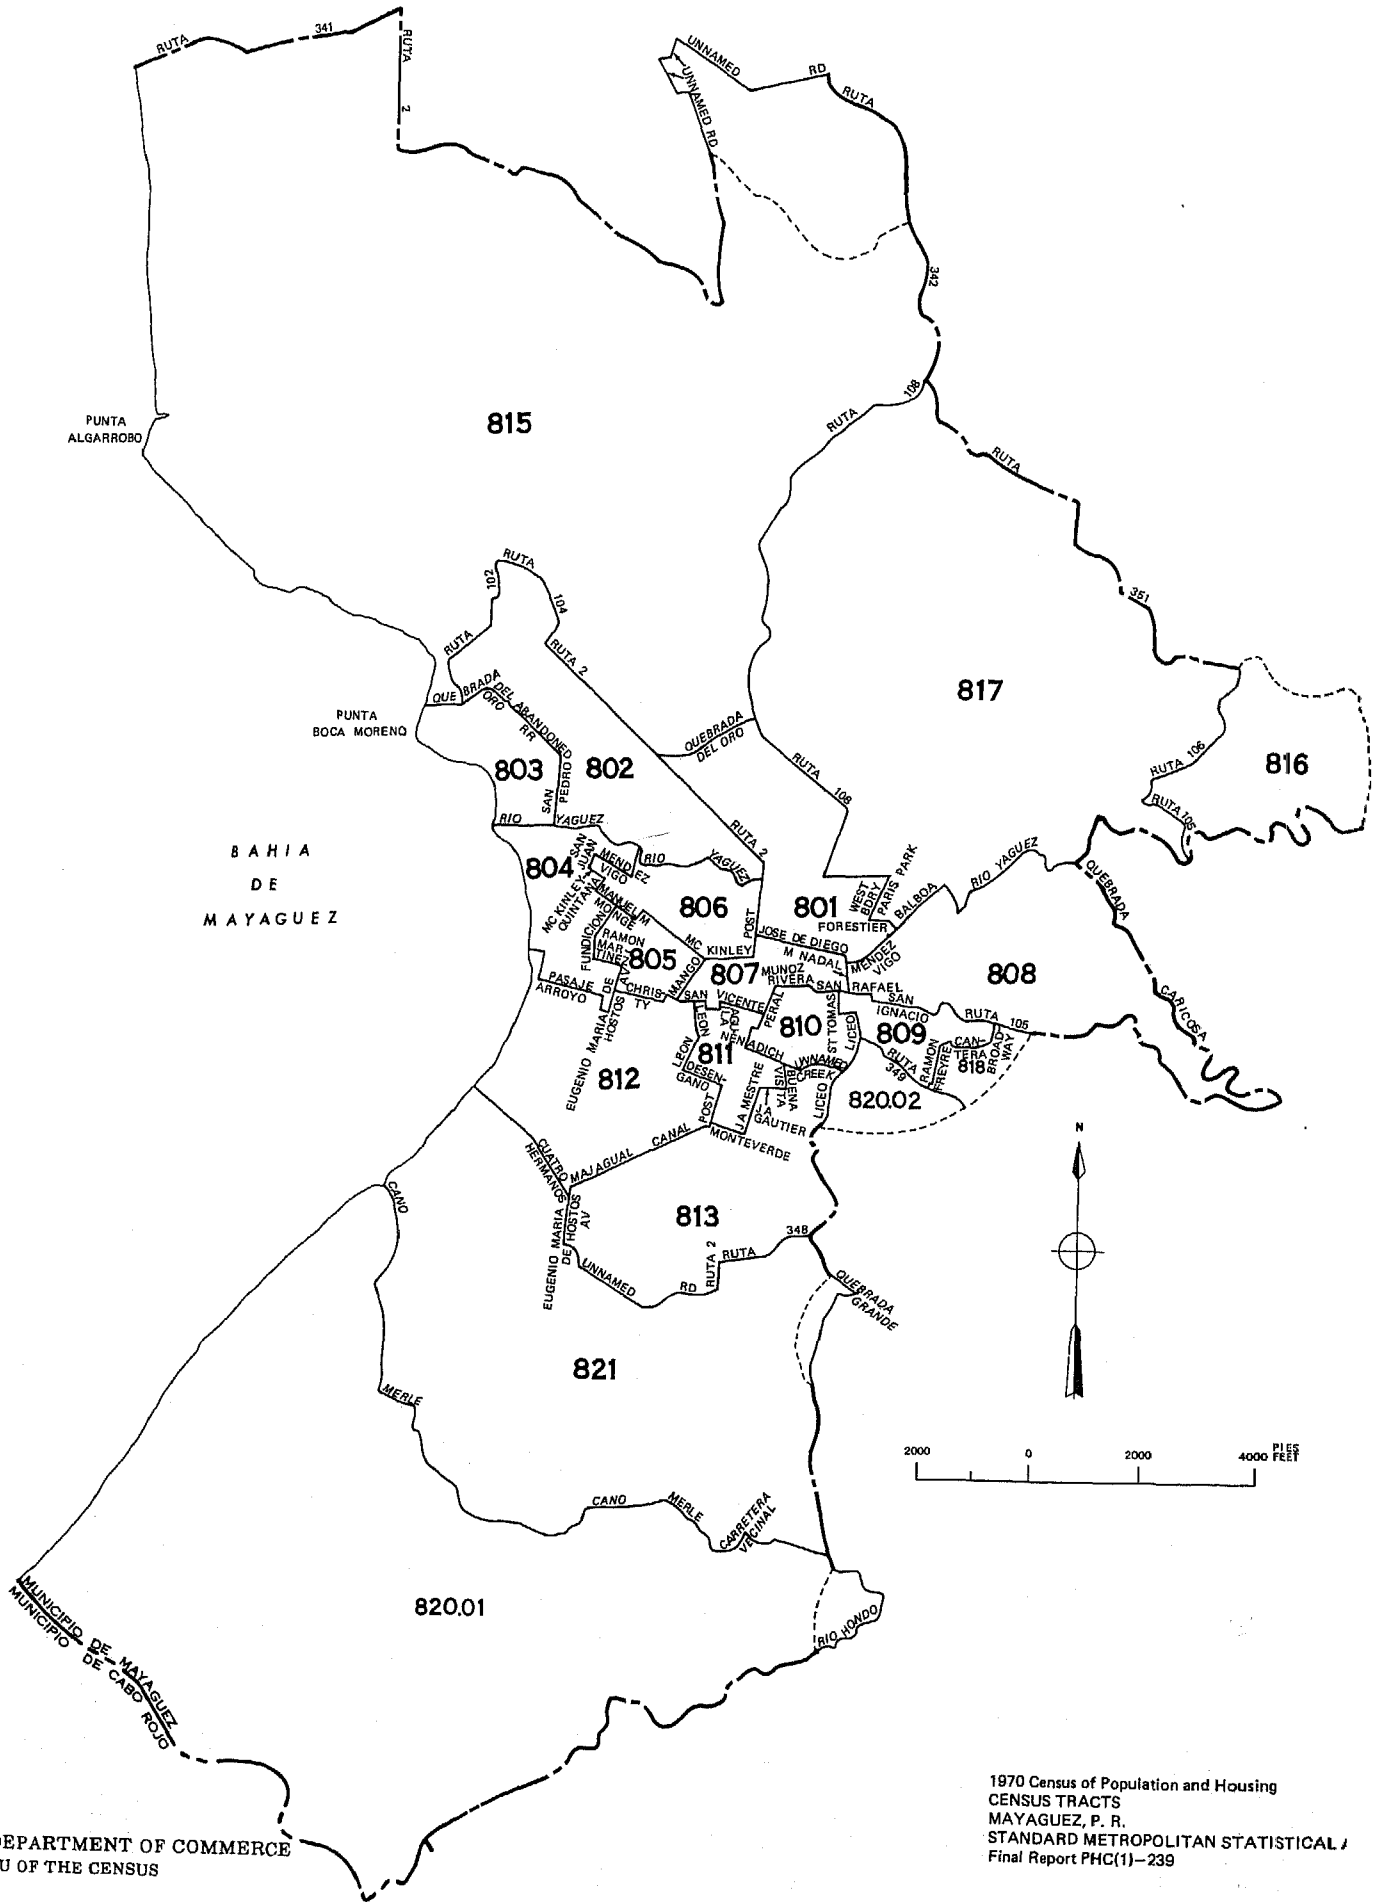 RUTA
341
RUTA
2
UNNAMED
RD
UNNAMED RD
RUTA
342
PUNTA
ALGARROBO
815
RUTA
108
RUTA
351
RUTA
102
RUTA
104
RUTA 2
817
QUEBRADA
ORO
DEL ABANDONED
RR
PUNTA
BOCA MORENO
QUEBRADA
DEL ORO
RUTA
108
RUTA 106
RUTA 105
816
803
802
SAN
PEDRO
RIO
YAGUEZ
RUTA 2
BAHIA
DE
MAYAGUEZ
804
SAN
JUAN
MENDEZ
VIGO
RIO
YAGUEZ
MC KINLEY
QUINTANA
MANUEL M
MOINGE
806
POST
801
WEST
BDRY
PARIS PARK
FORESTIER
BALBOA
RIO YAGUEZ
QUEBRADA
CARICOSA
FUNDICION
RAMON
MAR-
TINEZ
805
MC
KINLEY
MANGO
JOSE DE DIEGO
M NADAL
MENDEZ
VIGO
807
MUNOZ
RIVERA
SAN
RAFAEL
808
PASAJE
ARROYO
CHRIS
TY
SAN
VICENTE
PERAL
810
ST TOMAS
LICEO
SAN
IGNACIO
809
RUTA
105
EUGENIO MARIA
DE
HOSTOS
AV
LEON
811
NENADICH
UNNAMED
CREEK
RUTA
349
RAMON
FREYRE
CAN-
TERA
818
BROAD
WAY
812
LEON
DESEN-
GANO
POST
JA MESTRE
BUENA
VISTA
J.A.
GAUTIER
LICEO
820.02
MONTEVERDE
CUATRO
HERMANOS
MAJAGUAL
CANAL
N
CANO
EUGENIO MARIA
DE HOSTOS
AV
813
348
UNNAMED
RD
RUTA 2
RUTA
QUEBRADA
GRANDE
821
MERLE
2000
0
2000
4000
PIES
FEET
CANO
MERLE
CARRETERA
VECINAL
820.01
RIO HONDO
MUNICIPIO DE MAYAGUEZ
MUNICIPIO DE CABO ROJO
1970 Census of Population and Housing
CENSUS TRACTS
MAYAGUEZ, P. R.
STANDARD METROPOLITAN STATISTICAL
Final Report PHC(1)–239
DEPARTMENT OF COMMERCE
U OF THE CENSUS